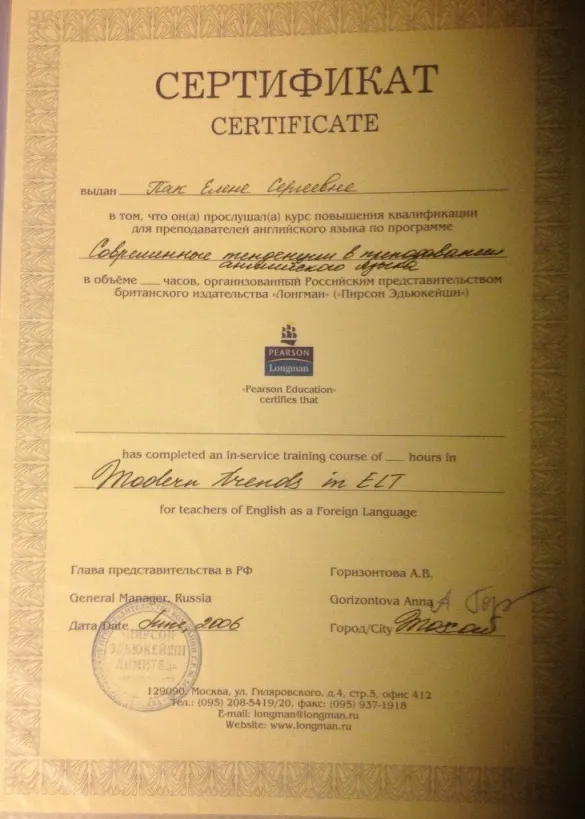 СЕРТИФИКАТ
CERTIFICATE
выдан Пак Елене Сергеевне
в том, что он(а) прослушал(а) курс повышения квалификации
для преподавателей английского языка по программе
Современные тенденции в преподавании
английского языка
в объёме ___ часов, организованный Российским представительством
британского издательства «Лонгман» («Пирсон Эдьюкейшн»)
PEARSON
Longman
«Pearson Education»
certifies that
has completed an in-service training course of ___ hours in
Modern trends in ELT
for teachers of English as a Foreign Language
Глава представительства в РФ
Горизонтова А.В.
General Manager, Russia
Gorizontova Anna
Дата/Date June, 2006
Город/City
ПИРСОН
ЭДЬЮКЕЙШН
ЛИМИТЕД
129090, Москва, ул. Гиляровского, д.4, стр.5, офис 412
Тел.: (095) 208-5419/20, факс: (095) 937-1918
E-mail: longman@longman.ru
Website: www.longman.ru